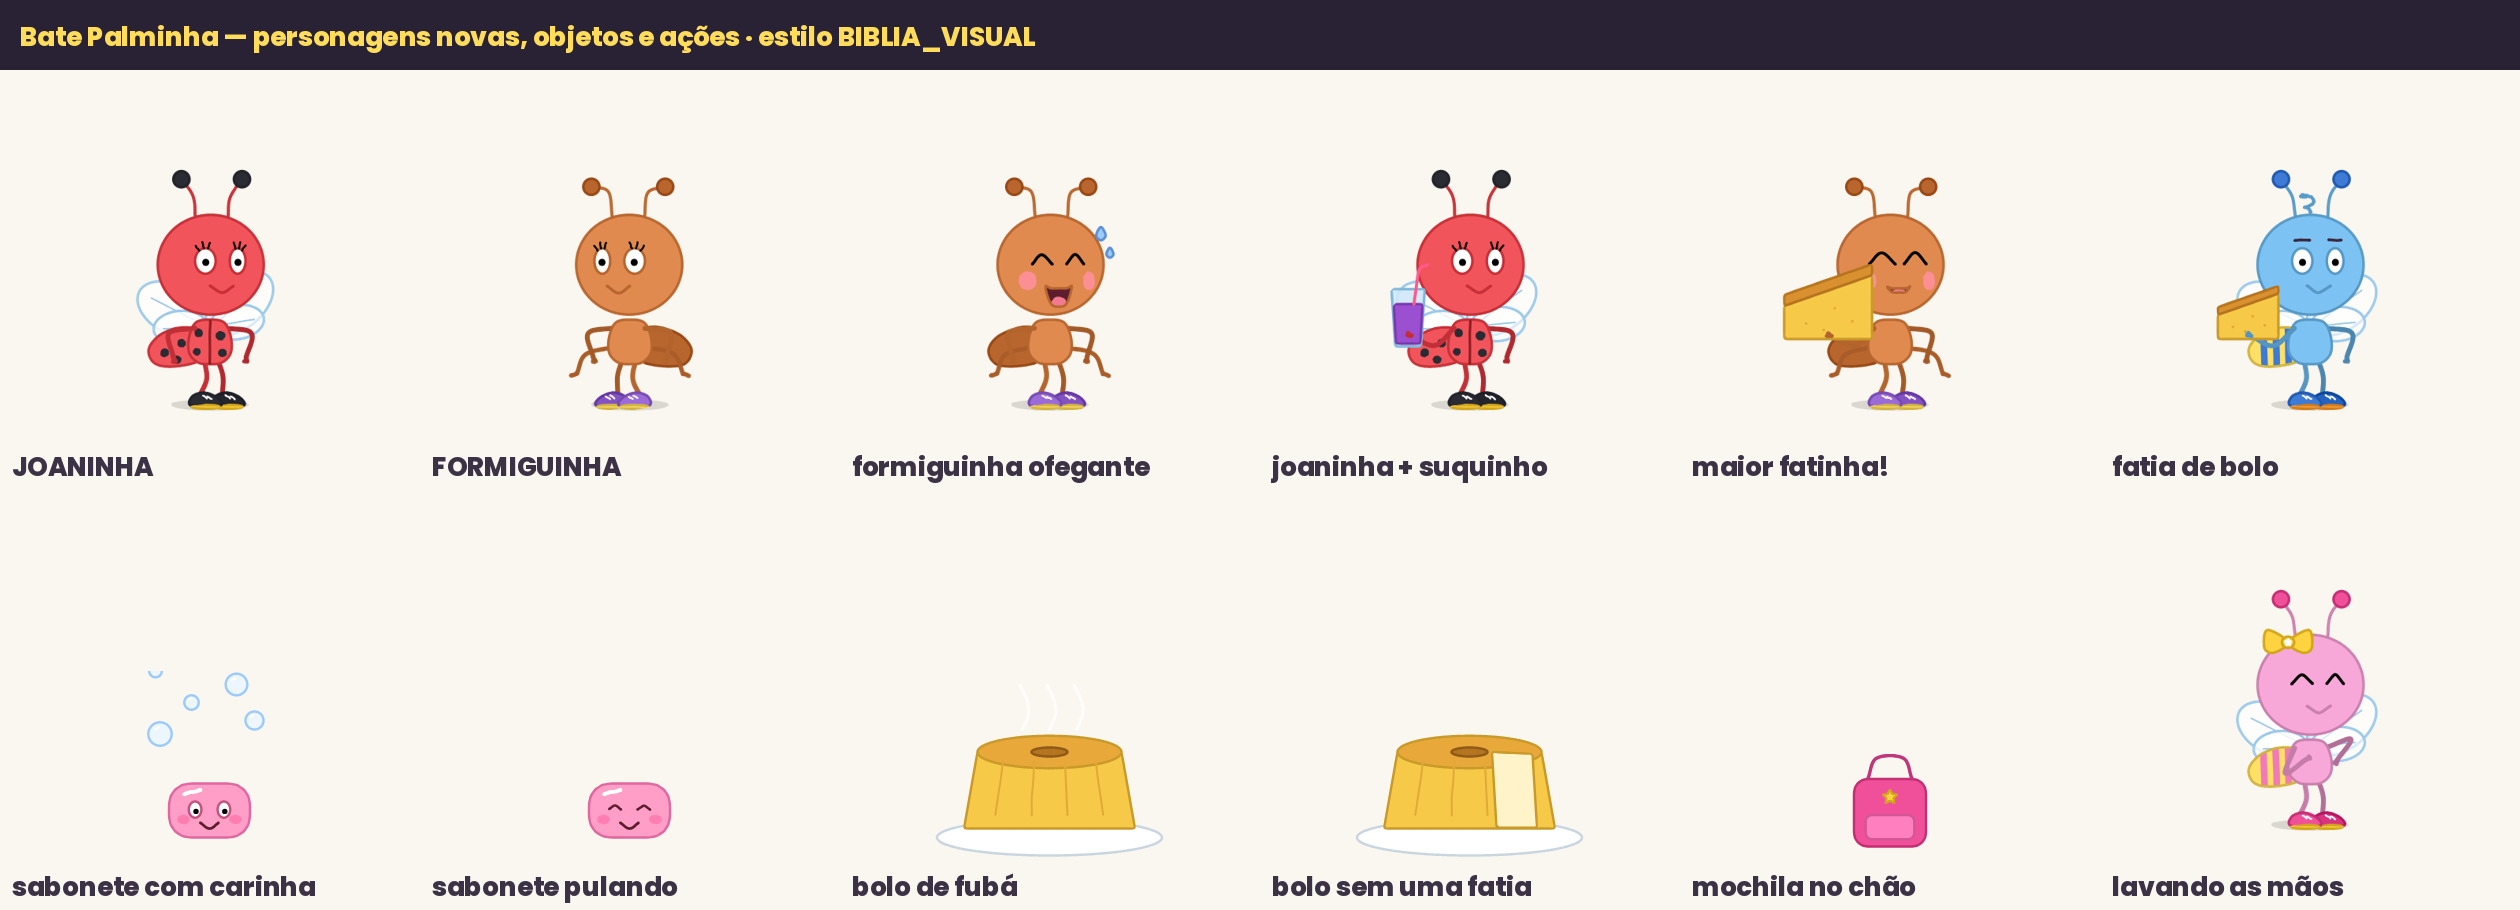 Bate Palminha — personagens novas, objetos e ações · estilo BIBLIA_VISUAL
JOANINHA
FORMIGUINHA
formiguinha ofegante
joaninha + suquinho
maior fatinha!
fatia de bolo
sabonete com carinha
sabonete pulando
bolo de fubá
bolo sem uma fatia
mochila no chão
lavando as mãos